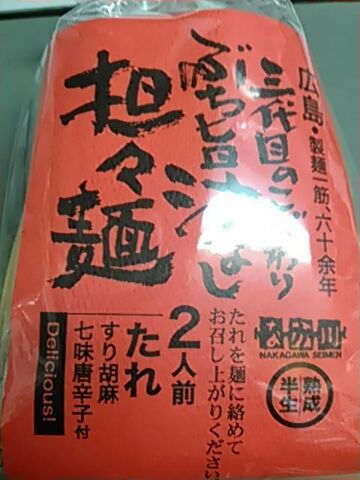 広島・製麺一筋、六十余年
三代目のこだわり
ぶち旨汁なし
担々麺
NAKAGAWA SEIMEN
熟成
半生
たれを麺に絡めて
お召し上がりください
2人前
たれ
すり胡麻
七味唐辛子付
Delicious!